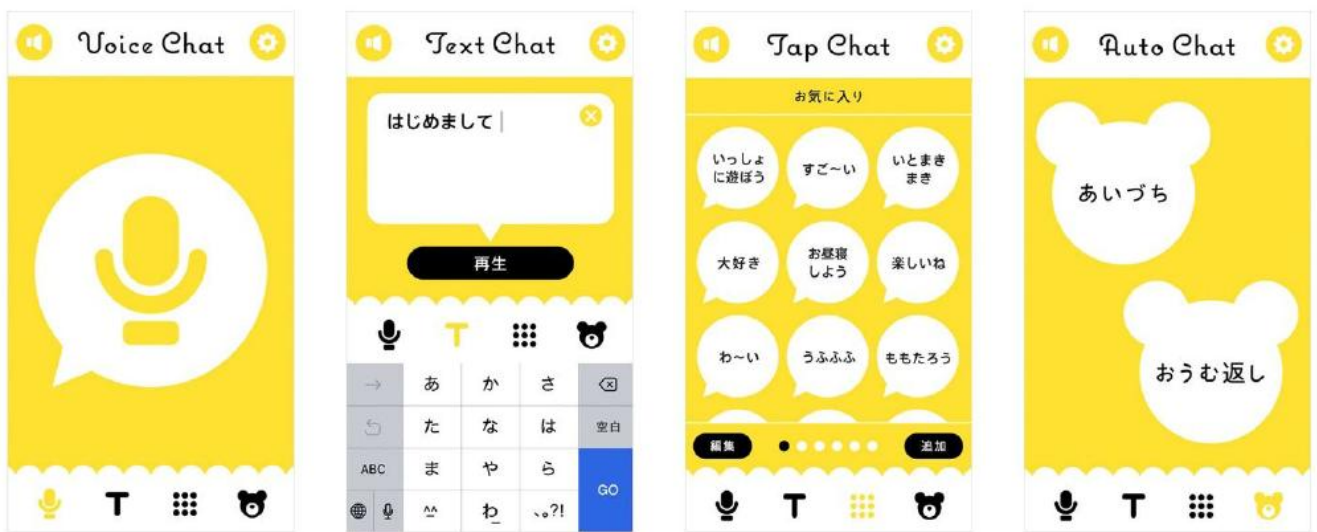 Voice Chat
Text Chat
はじめまして
再生
→
あ
か
さ
た
な
は
空白
ABC
ま
や
ら
GO
^^
わ
、。?!
Tap Chat
お気に入り
いっしょ
に遊ぼう
すご〜い
いとまき
まき
大好き
お昼寝
しよう
楽しいね
わ〜い
うふふふ
ももたろう
編集
追加
T
Auto Chat
あいづち
おうむ返し
T